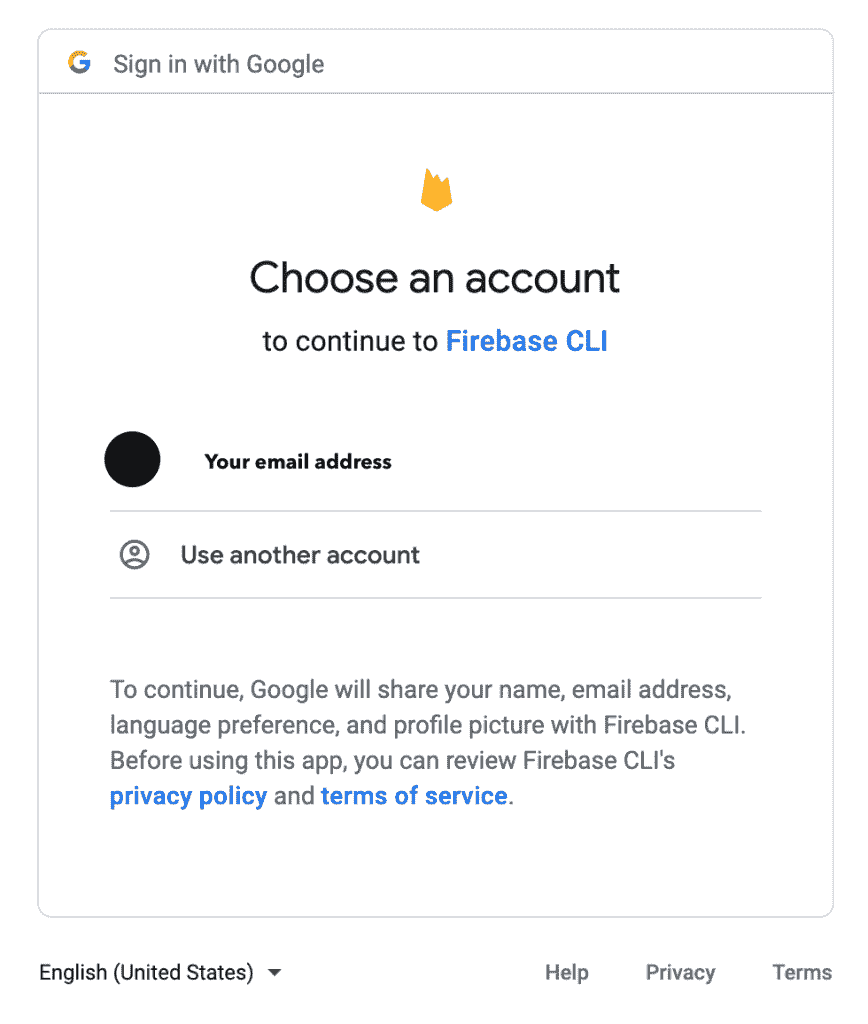 Sign in with Google
Choose an account
to continue to Firebase CLI
Your email address
Use another account
To continue, Google will share your name, email address,
language preference, and profile picture with Firebase CLI.
Before using this app, you can review Firebase CLI's
privacy policy and terms of service.
English (United States) Help Privacy Terms